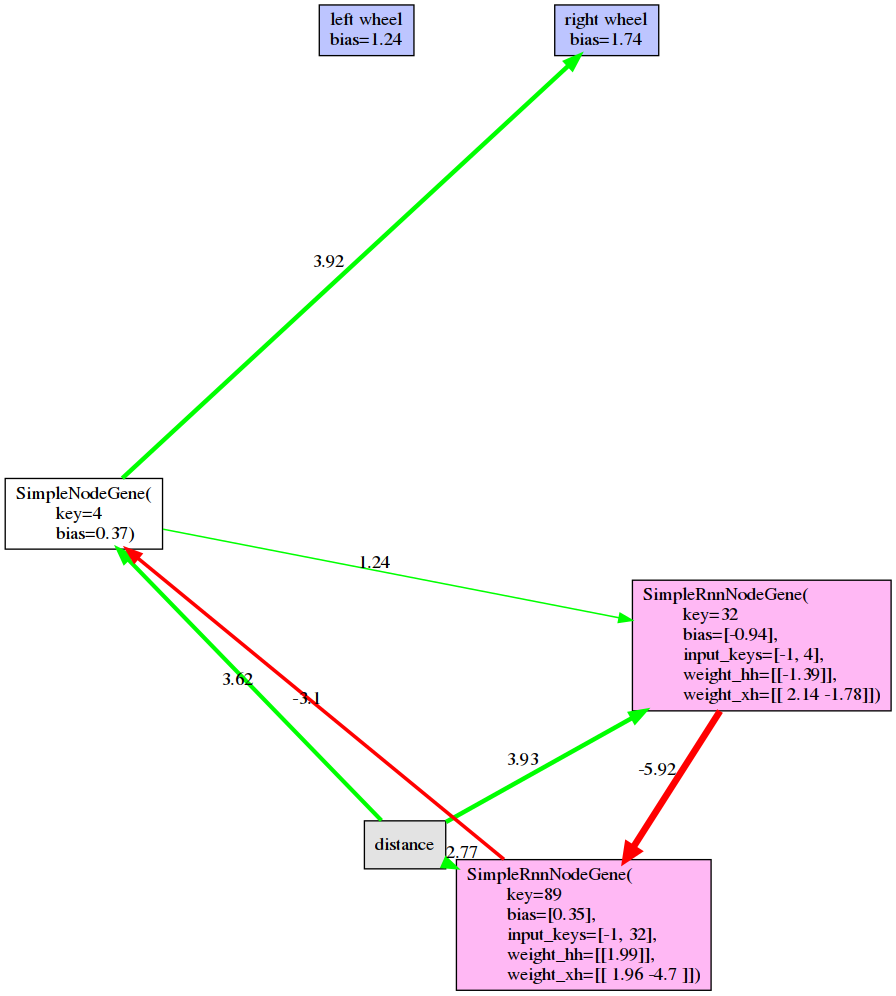 left wheel
bias=1.24
right wheel
bias=1.74
3.92
SimpleNodeGene(
key=4
bias=0.37)
1.24
SimpleRnnNodeGene(
key=32
bias=[-0.94],
input_keys=[-1, 4],
weight_hh=[[-1.39]],
weight_xh=[[ 2.14 -1.78]])
3.62
-3.1
3.93
-5.92
distance
2.77
SimpleRnnNodeGene(
key=89
bias=[0.35],
input_keys=[-1, 32],
weight_hh=[[1.99]],
weight_xh=[[ 1.96 -4.7 ]])